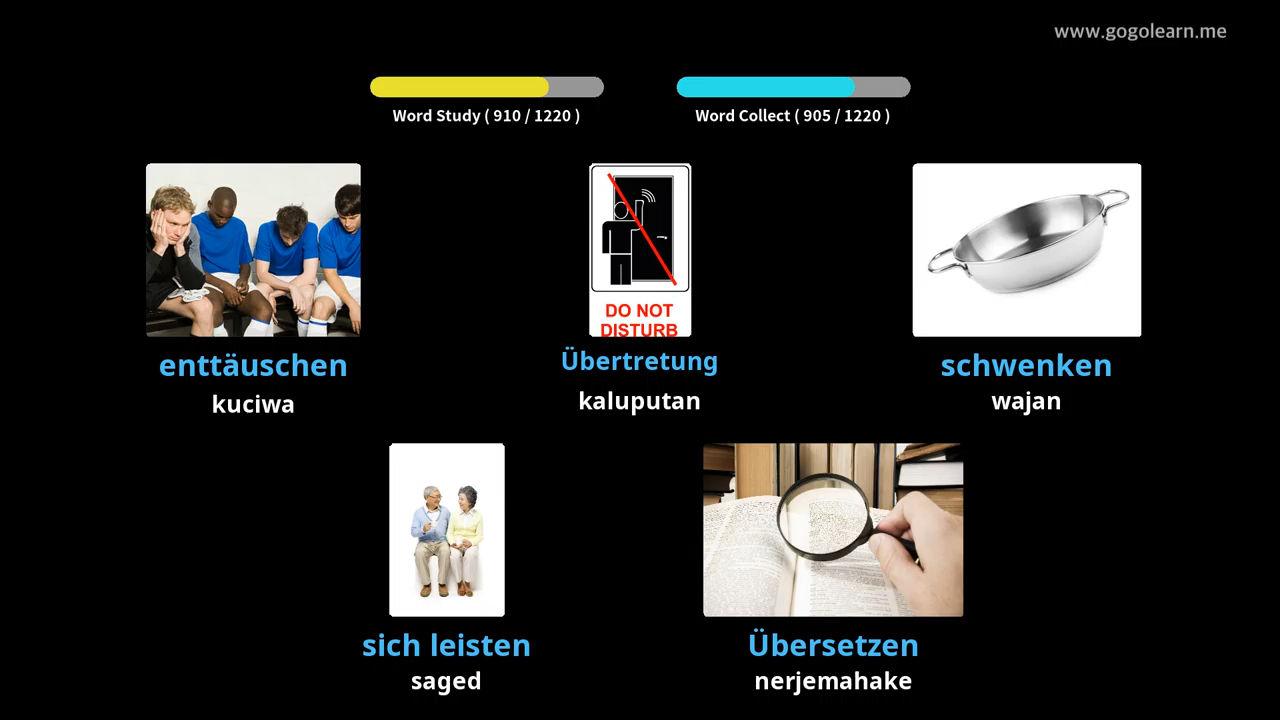 www.gogolearn.me
Word Study ( 910 / 1220 )
Word Collect ( 905 / 1220 )
DO NOT
DISTURB
enttäuschen
kuciwa
Übertretung
kaluputan
schwenken
wajan
sich leisten
saged
Übersetzen
nerjemahake